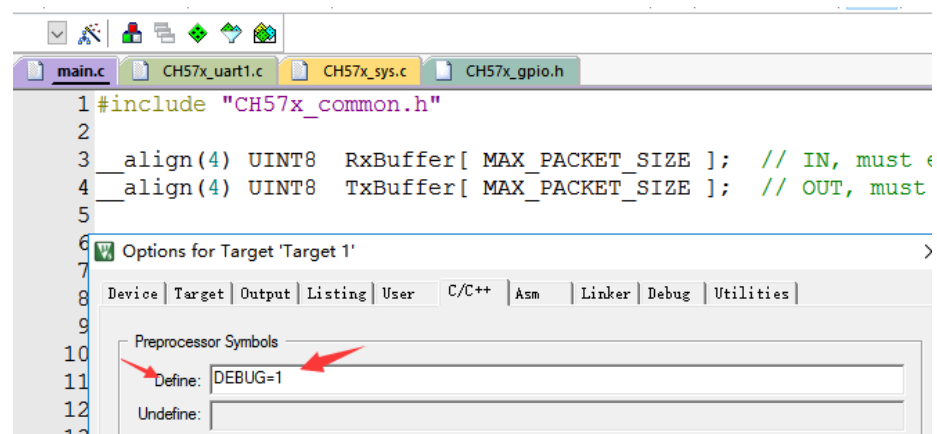 main.c CH57x_uart1.c CH57x_sys.c CH57x_gpio.h
1 #include "CH57x_common.h"
2
3 __align(4) UINT8 RxBuffer[ MAX_PACKET_SIZE ]; // IN, must
4 __align(4) UINT8 TxBuffer[ MAX_PACKET_SIZE ]; // OUT, must
5
6
Options for Target 'Target 1'
7
8 Device Target Output Listing User C/C++ Asm Linker Debug Utilities
9
Preprocessor Symbols
10
11 Define: DEBUG=1
12 Undefine: